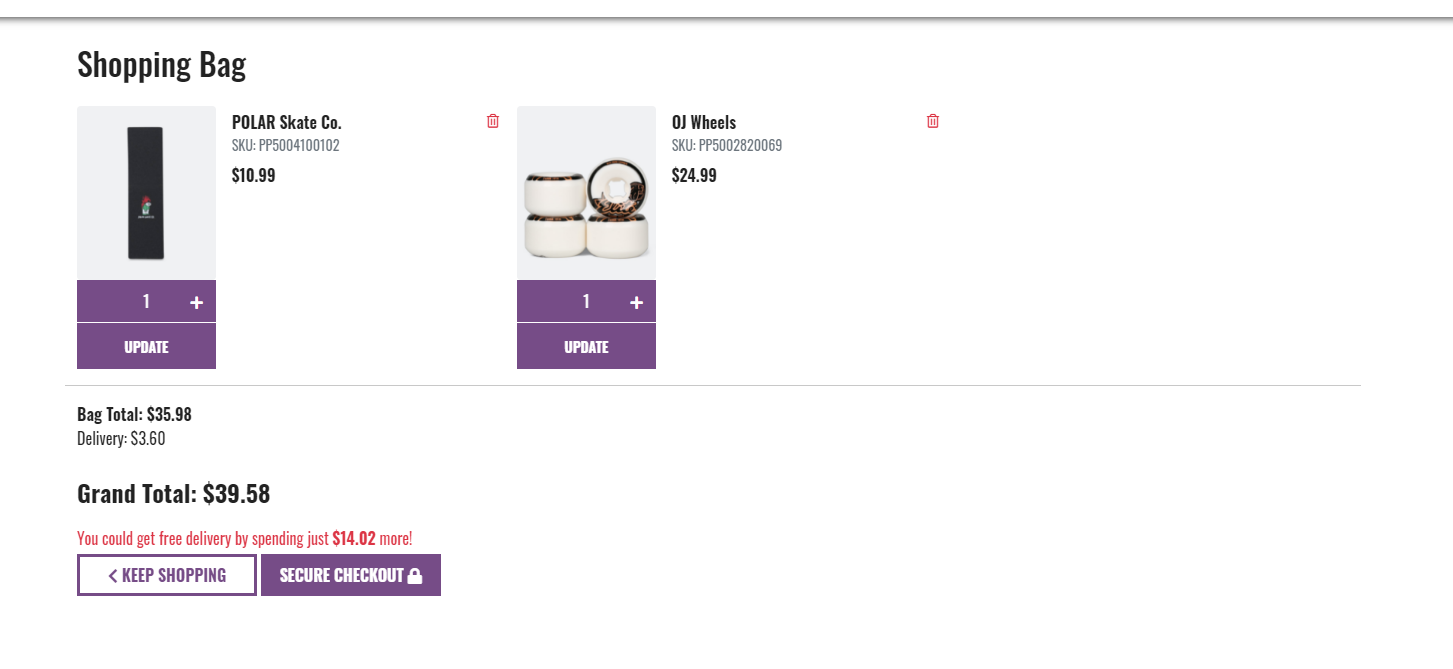 Shopping Bag
POLAR Skate Co.
SKU: PP5004100102
$10.99
1 +
UPDATE
OJ Wheels
SKU: PP5002820069
$24.99
1 +
UPDATE
Bag Total: $35.98
Delivery: $3.60
Grand Total: $39.58
You could get free delivery by spending just $14.02 more!
KEEP SHOPPING
SECURE CHECKOUT